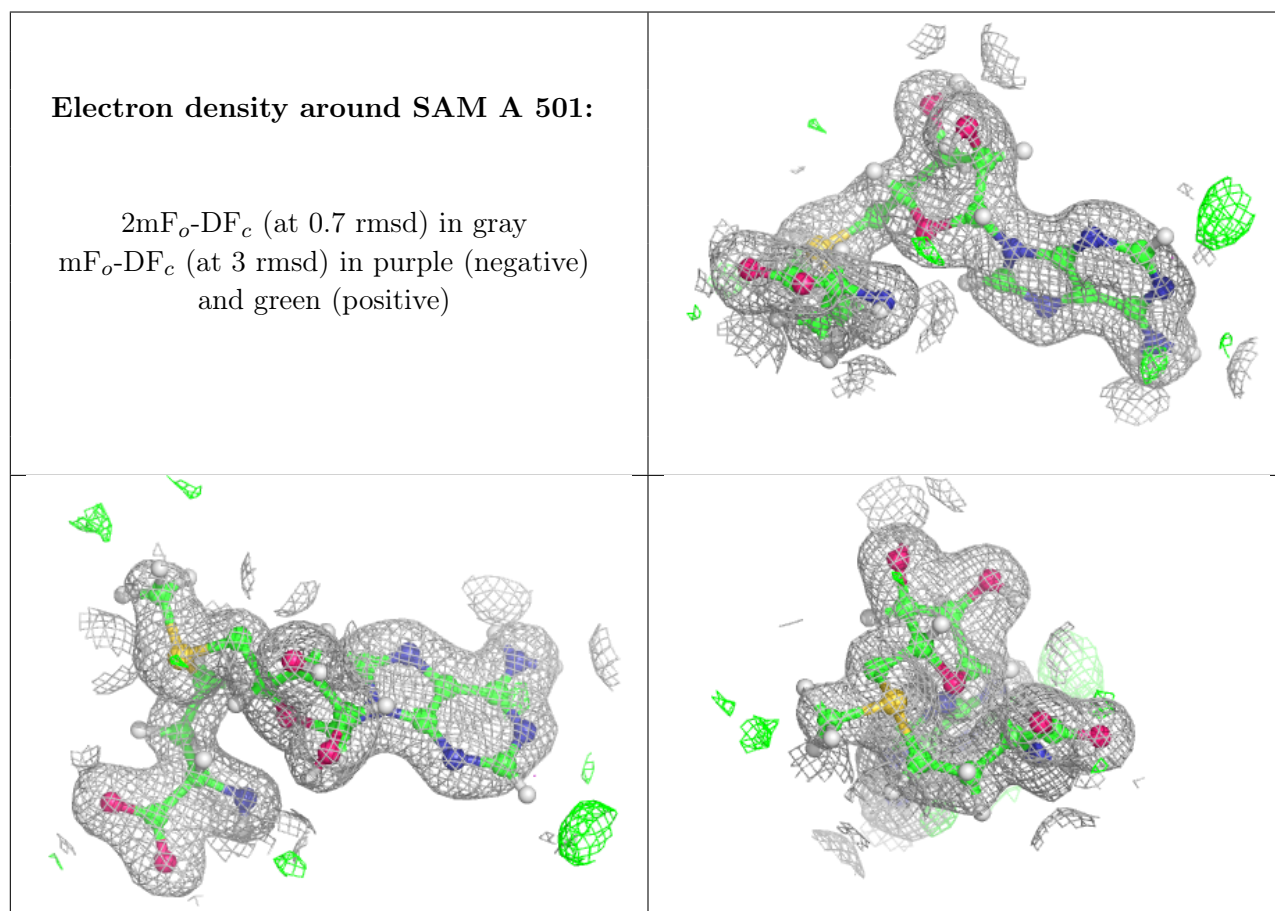 Electron density around SAM A 501:
2mFo-DFc (at 0.7 rmsd) in gray
mFo-DFc (at 3 rmsd) in purple (negative)
and green (positive)